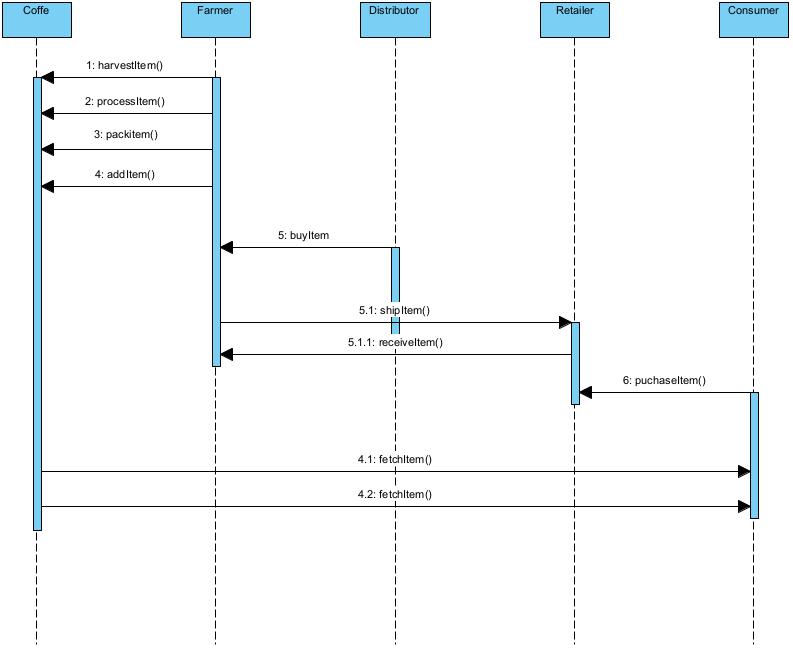 Coffe
Farmer
Distributor
Retailer
Consumer
1: harvestItem()
2: processItem()
3: packitem()
4: addItem()
5: buyItem
5.1: shipItem()
5.1.1: receiveItem()
6: puchaseItem()
4.1: fetchItem()
4.2: fetchItem()